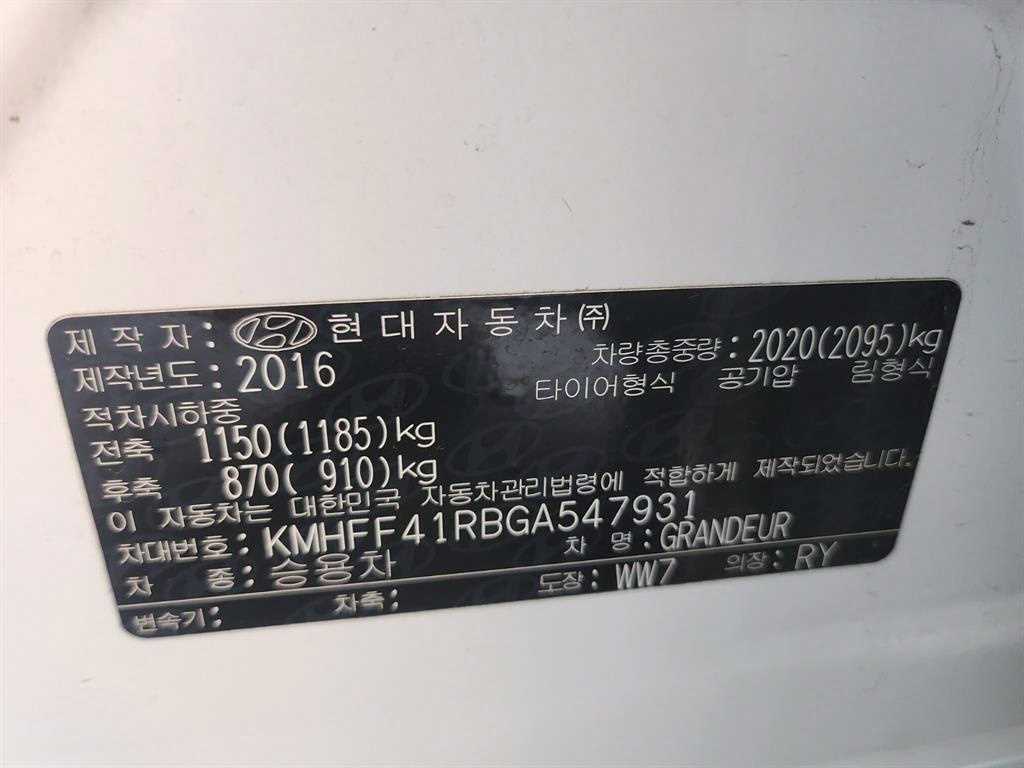 제 작 자 : 현 대 자 동 차 ㈜
제작년도 : 2016
차량총중량 : 2020(2095)kg
타이어형식 공기압 림형식
적차시하중
전축 1150(1185)kg
후축 870( 910)kg
이 자동차는 대한민국 자동차관리법령에 적합하게 제작되었습니다.
차대번호 : KMHFF41RBGA547931 차 명 : GRANDEUR
차 종 : 승용차 도장 : WW7 의장 : RY
변속기 : 차축 :